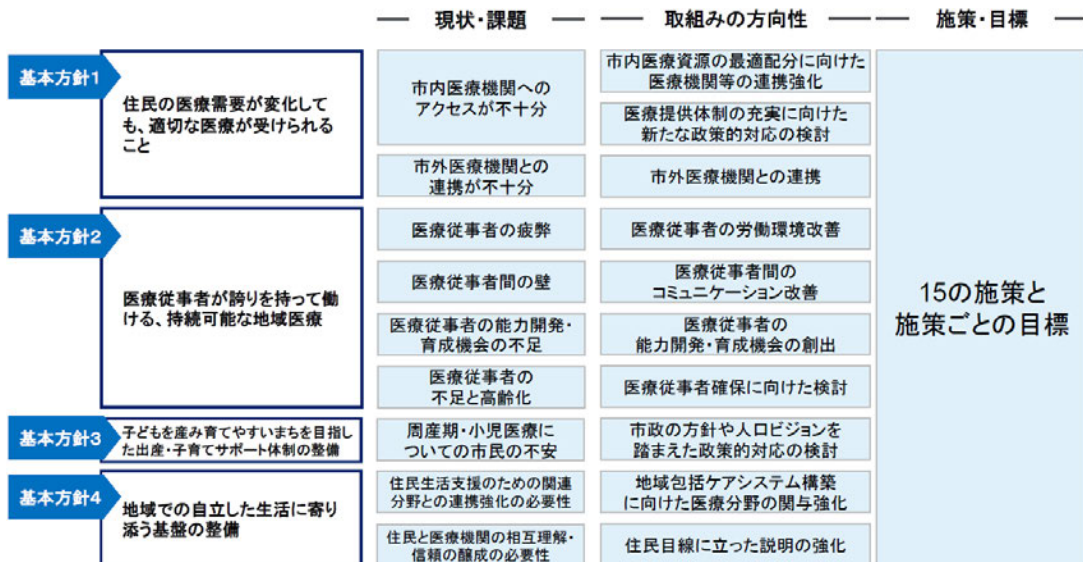 現状・課題
取組みの方向性
施策・目標
基本方針1
住民の医療需要が変化して
も、適切な医療が受けられる
こと
市内医療機関への
アクセスが不十分
市内医療資源の最適配分に向けた
医療機関等の連携強化
医療提供体制の充実に向けた
新たな政策的対応の検討
市外医療機関との
連携が不十分
市外医療機関との連携
基本方針2
医療従事者が誇りを持って働
ける、持続可能な地域医療
医療従事者の疲弊
医療従事者の労働環境改善
医療従事者間の壁
医療従事者間の
コミュニケーション改善
医療従事者の能力開発・
育成機会の不足
医療従事者の
能力開発・育成機会の創出
医療従事者の
不足と高齢化
医療従事者確保に向けた検討
基本方針3
子どもを産み育てやすいまちを目指し
た出産・子育てサポート体制の整備
周産期・小児医療に
ついての市民の不安
市政の方針や人口ビジョンを
踏まえた政策的対応の検討
基本方針4
地域での自立した生活に寄り
添う基盤の整備
住民生活支援のための関連
分野との連携強化の必要性
地域包括ケアシステム構築
に向けた医療分野の関与強化
住民と医療機関の相互理解・
信頼の醸成の必要性
住民目線に立った説明の強化
15の施策と
施策ごとの目標